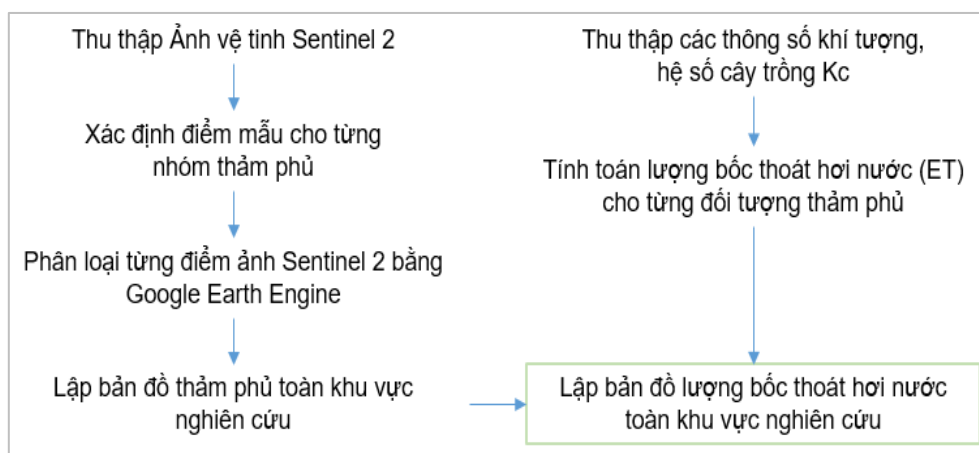 Thu thập Ảnh vệ tinh Sentinel 2
Xác định điểm mẫu cho từng
nhóm thảm phủ
Phân loại từng điểm ảnh Sentinel 2 bằng
Google Earth Engine
Lập bản đồ thảm phủ toàn khu vực
nghiên cứu
Thu thập các thông số khí tượng,
hệ số cây trồng Kc
Tính toán lượng bốc thoát hơi nước (ET)
cho từng đối tượng thảm phủ
Lập bản đồ lượng bốc thoát hơi nước
toàn khu vực nghiên cứu